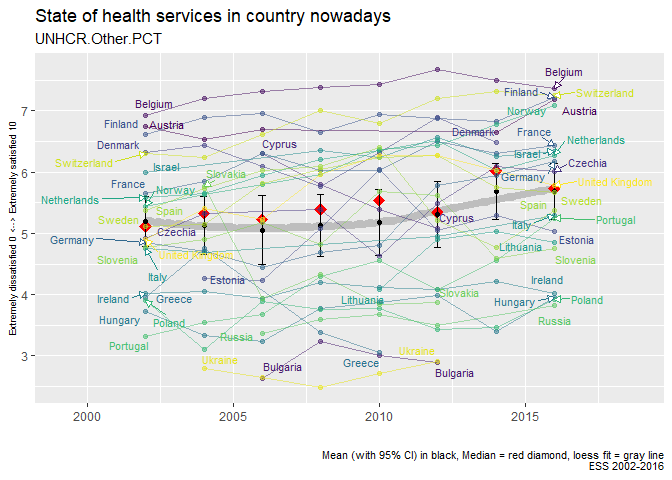 State of health services in country nowadays
UNHCR.Other.PCT
Extremely dissatisfied 0 <-> Extremely satisfied 10
7
6
5
4
3
2000
2005
2010
2015
Belgium
Finland
Austria
Denmark
Switzerland
Israel
France
Norway
Slovakia
Netherlands
Spain
Sweden
Czechia
Germany
United Kingdom
Slovenia
Italy
Estonia
Ireland
Greece
Hungary
Poland
Portugal
Russia
Ukraine
Bulgaria
Cyprus
Lithuania
Greece
Ukraine
Bulgaria
Slovakia
Cyprus
Denmark
Belgium
Finland
Switzerland
Norway
Austria
France
Netherlands
Israel
Czechia
Germany
United Kingdom
Spain
Sweden
Portugal
Italy
Estonia
Lithuania
Slovenia
Ireland
Hungary
Poland
Russia
Mean (with 95% CI) in black, Median = red diamond, loess fit = gray line
ESS 2002-2016